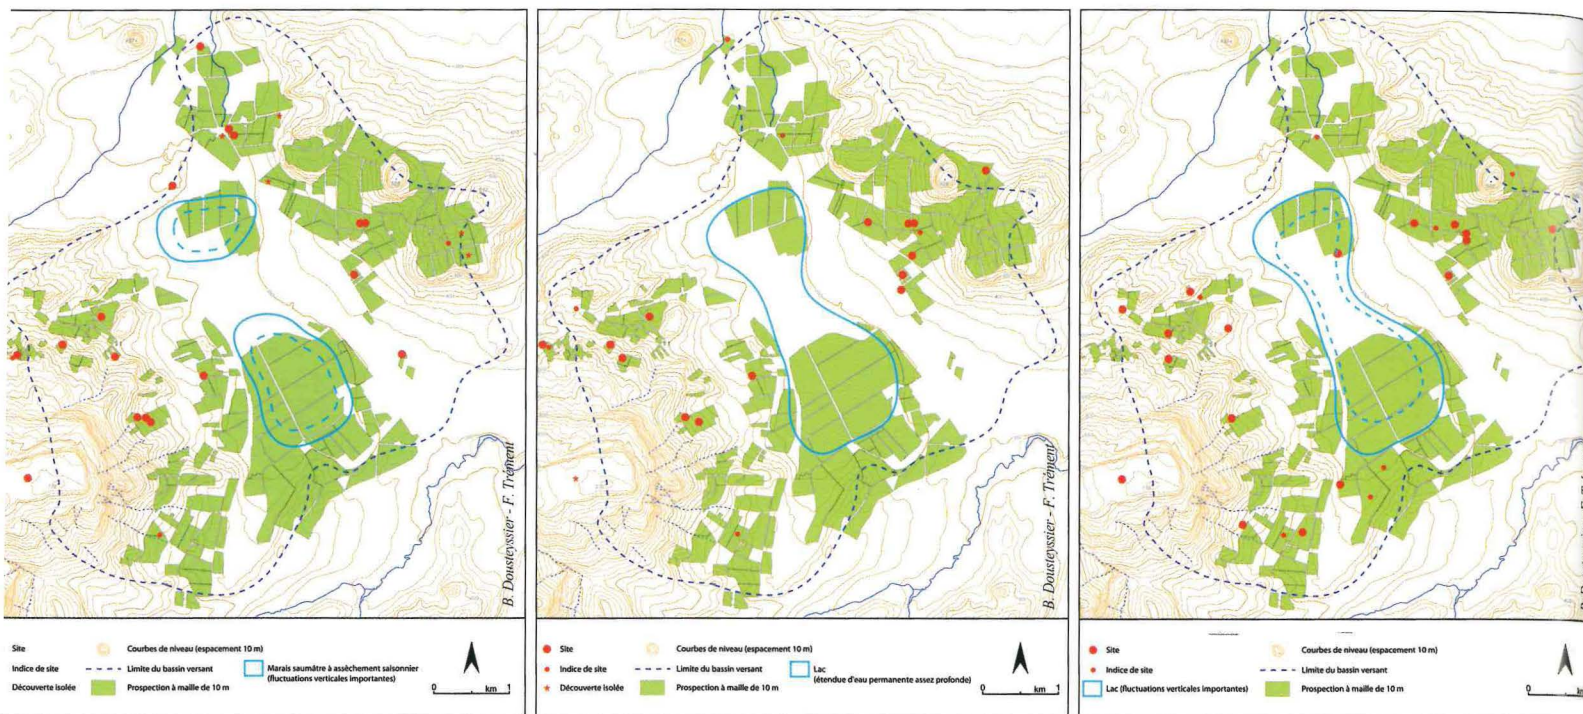 B. Dousteyssier - F. Trément
Site
Courbes de niveau (espacement 10 m)
Indice de site
Limite du bassin versant
Marais saumâtre à assèchement saisonnier
(fluctuations verticales importantes)
Découverte isolée
Prospection à maille de 10 m
0 km 1
B. Dousteyssier - F. Trément
Site
Courbes de niveau (espacement 10 m)
Indice de site
Limite du bassin versant
Lac
(étendue d'eau permanente assez profonde)
Découverte isolée
Prospection à maille de 10 m
0 km 1
Site
Courbes de niveau (espacement 10 m)
Indice de site
Limite du bassin versant
Lac (fluctuations verticales importantes)
Prospection à maille de 10 m
0